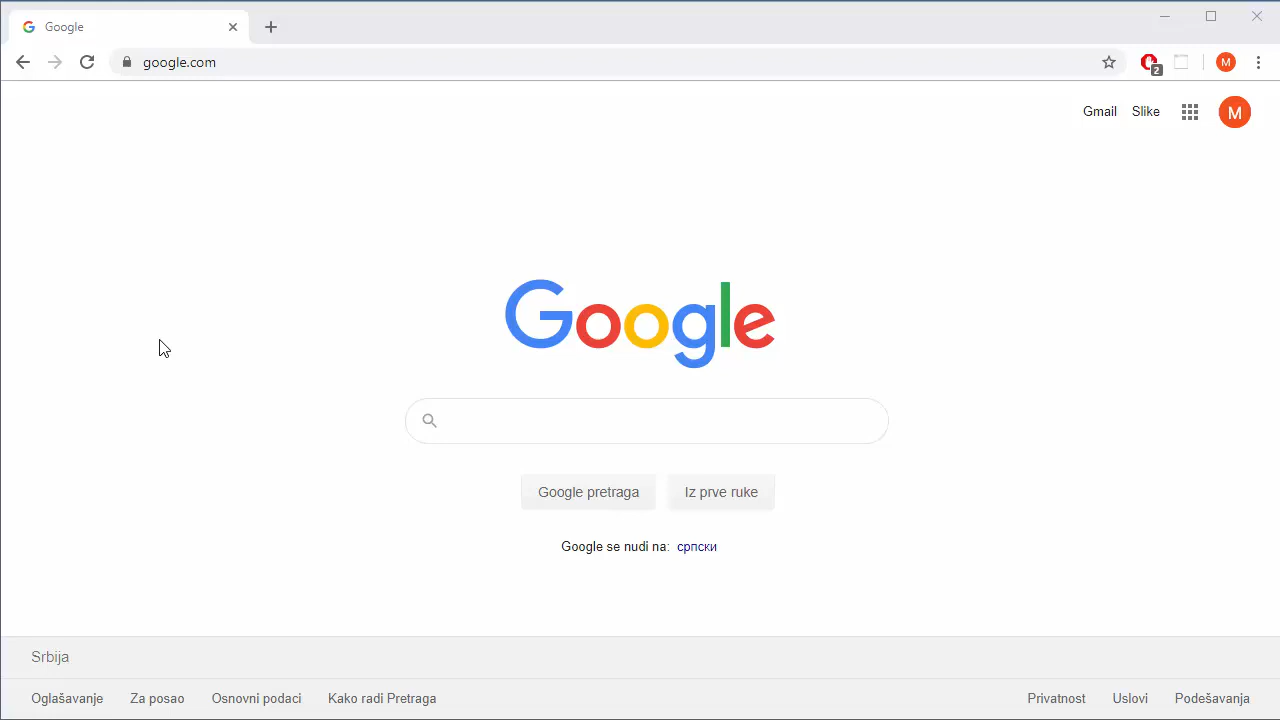 Google
google.com
2
M
Gmail Slike
M
Google
Google pretraga Iz prve ruke
Google se nudi na: српски
Srbija
Oglašavanje Za posao Osnovni podaci Kako radi Pretraga Privatnost Uslovi Podešavanja